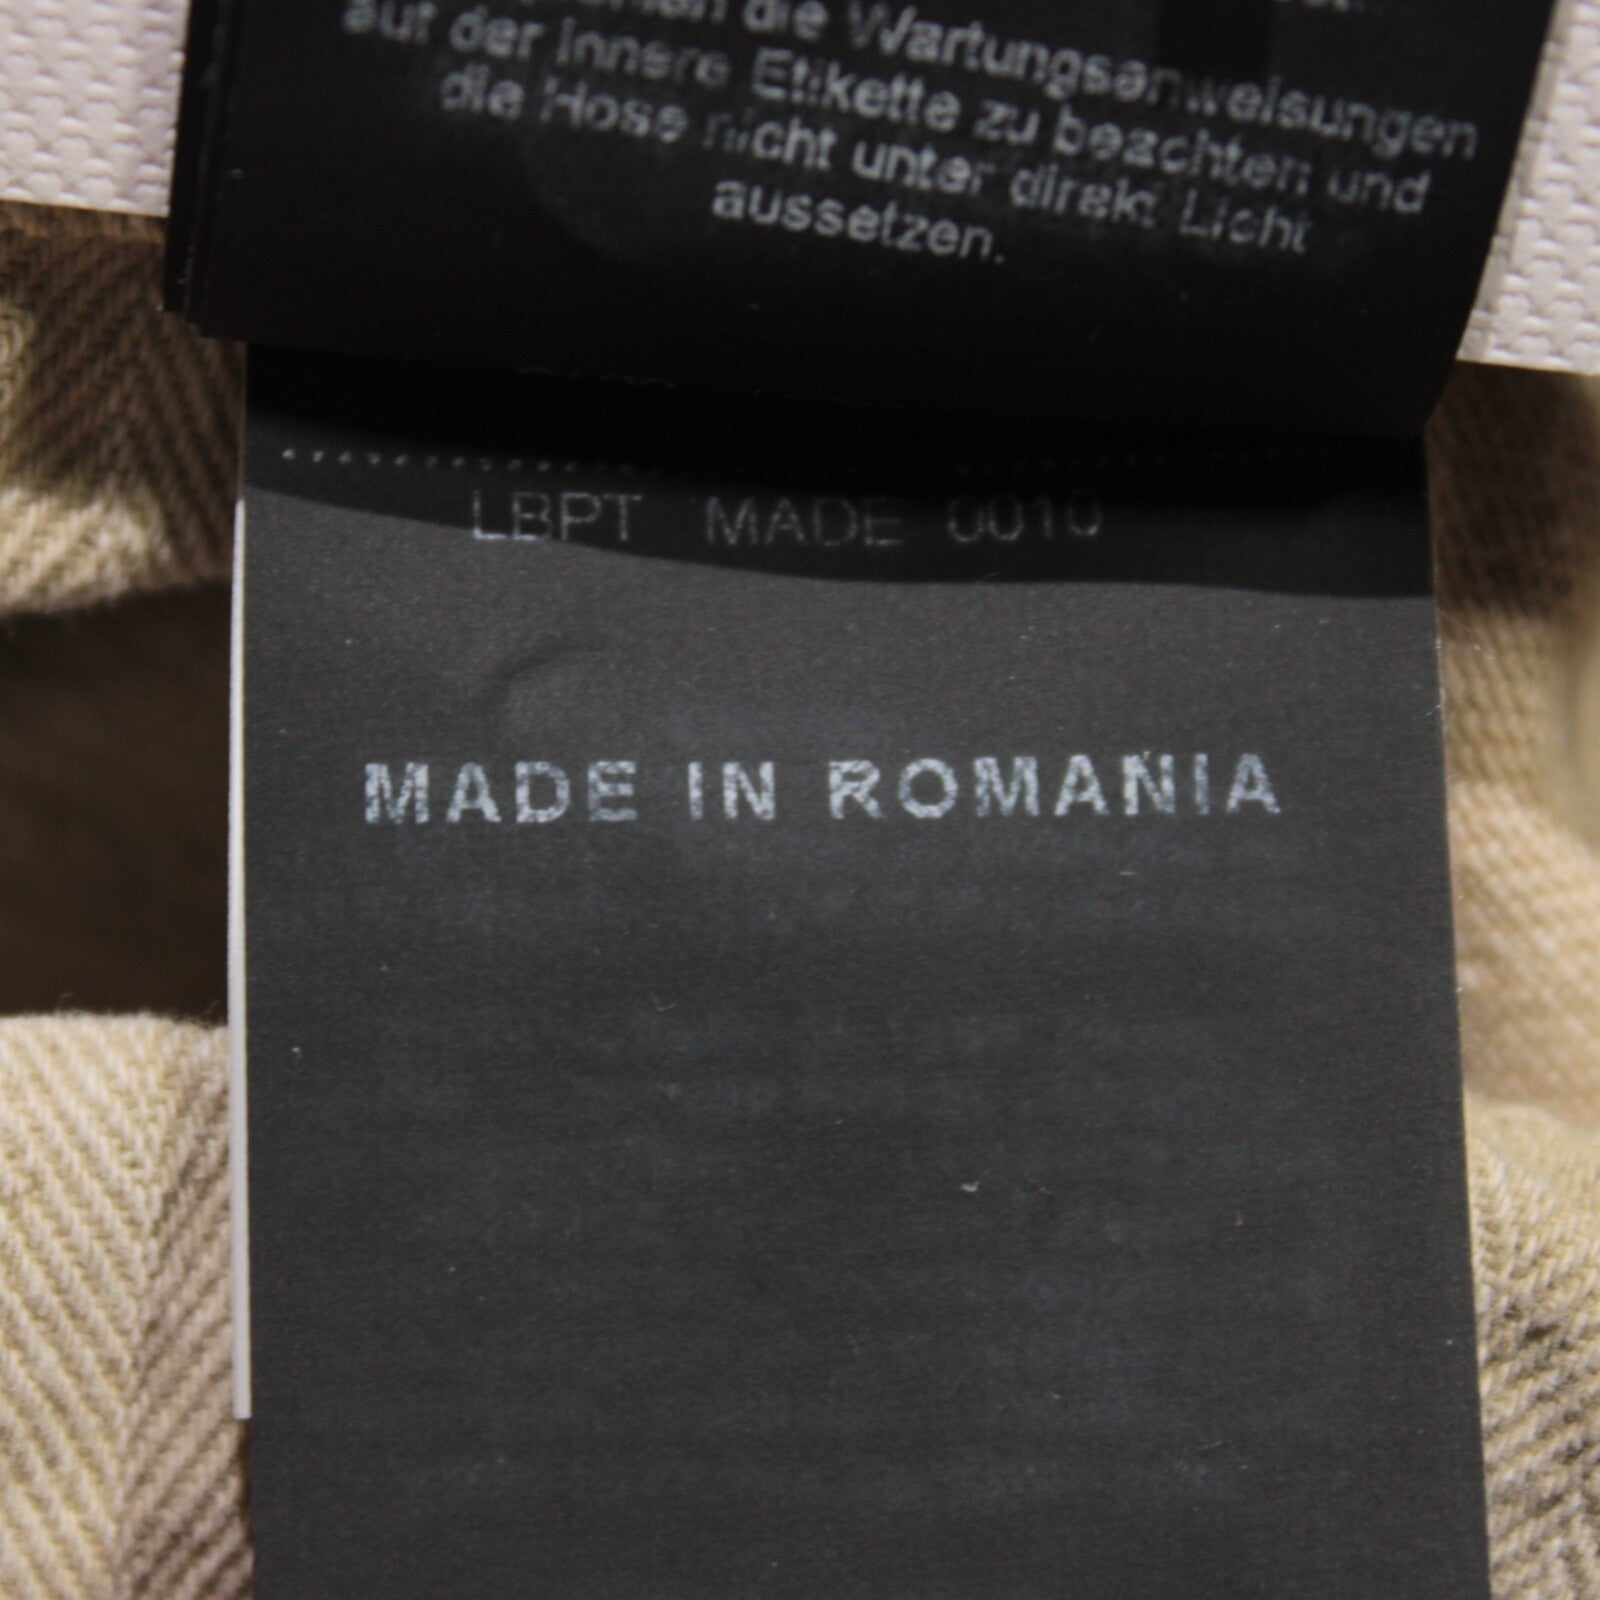 die Wartungsanweisungen
auf der innere Etikette zu beachten und
die Hose nicht unter direkt Licht
aussetzen.
LBPT MADE 0010
MADE IN ROMANIA